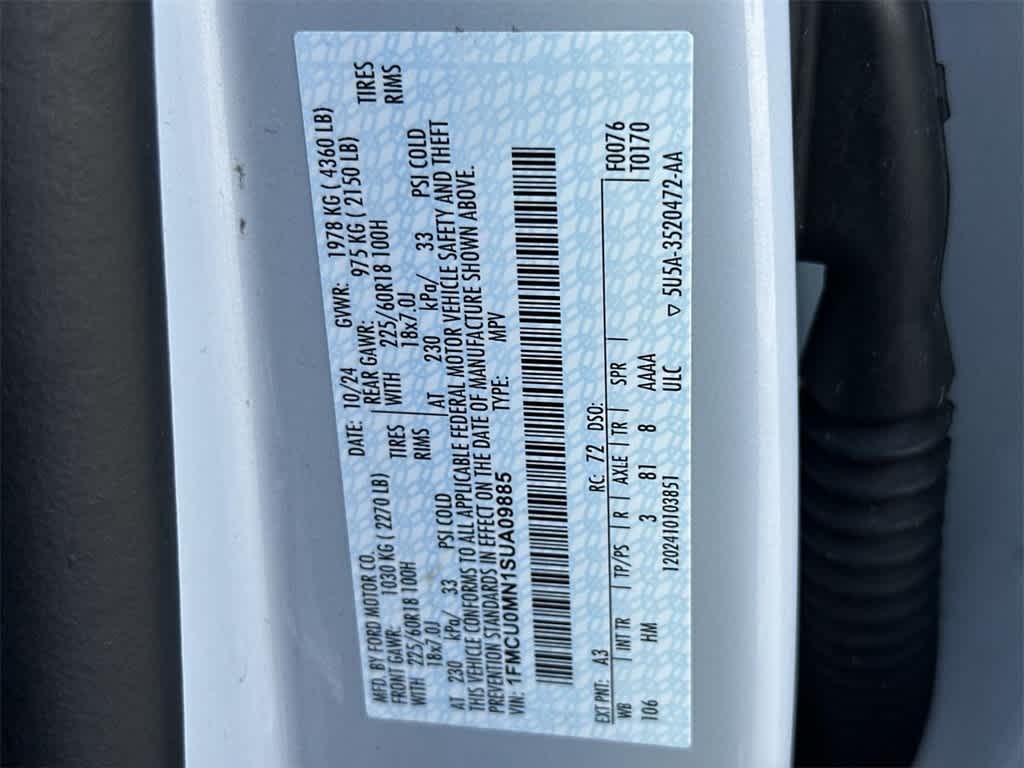 MFD. BY FORD MOTOR CO.
DATE: 10/24 GVWR: 1978 KG ( 4360 LB)
FRONT GAWR: 1030 KG ( 2270 LB)
REAR GAWR: 975 KG ( 2150 LB)
WITH 225/60R18 100H TIRES
WITH 225/60R18 100H TIRES
18x7.0J RIMS
18x7.0J RIMS
AT 230 kPa/ 33 PSI COLD
AT 230 kPa/ 33 PSI COLD
THIS VEHICLE CONFORMS TO ALL APPLICABLE FEDERAL MOTOR VEHICLE SAFETY AND THEFT
PREVENTION STANDARDS IN EFFECT ON THE DATE OF MANUFACTURE SHOWN ABOVE.
VIN: 1FMCU0MN1SUA09885 TYPE: MPV
F0076
EXT PNT: A3 RC: 72 DSO: T0170
WB INT TR TP/PS R AXLE TR SPR
106 HM 3 81 8 AAAA
ULC
1202410103851 5U5A-3520472-AA